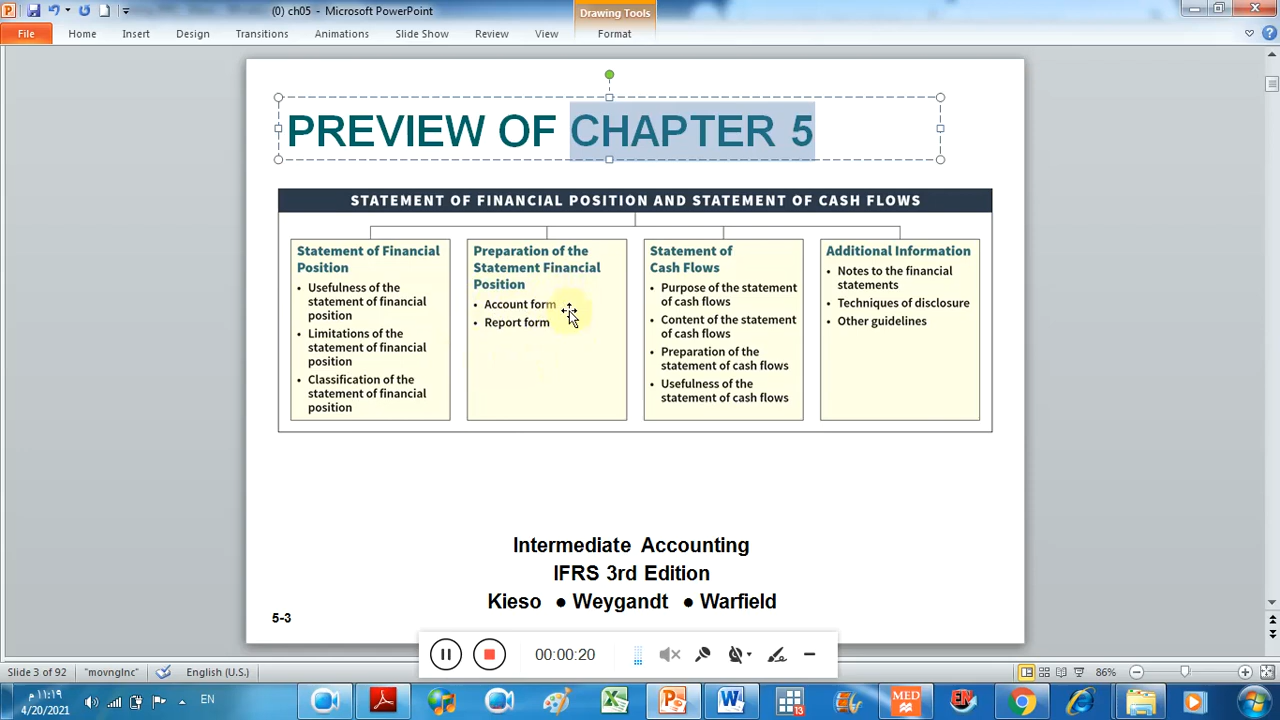 (0) ch05 - Microsoft PowerPoint
Drawing Tools
File Home Insert Design Transitions Animations Slide Show Review View Format
PREVIEW OF CHAPTER 5
STATEMENT OF FINANCIAL POSITION AND STATEMENT OF CASH FLOWS
Statement of Financial
Position
• Usefulness of the
statement of financial
position
• Limitations of the
statement of financial
position
• Classification of the
statement of financial
position
Preparation of the
Statement Financial
Position
• Account form
• Report form
Statement of
Cash Flows
• Purpose of the statement
of cash flows
• Content of the statement
of cash flows
• Preparation of the
statement of cash flows
• Usefulness of the
statement of cash flows
Additional Information
• Notes to the financial
statements
• Techniques of disclosure
• Other guidelines
Intermediate Accounting
IFRS 3rd Edition
Kieso ● Weygandt ● Warfield
5-3
00:00:20
Slide 3 of 92 "movngInc" English (U.S.) 86%
م ١١:١٩
4/20/2021
EN
MED
13
EN